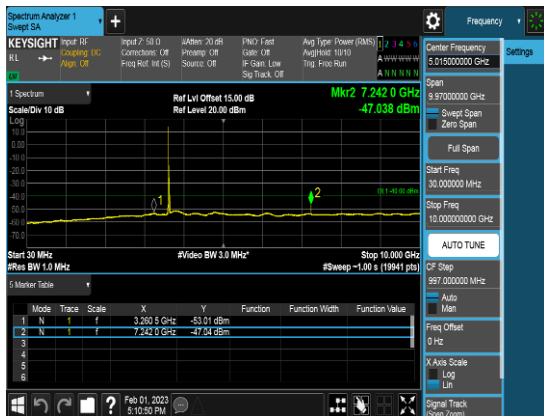 Spectrum Analyzer 1
Swept SA
+
Frequency
KEYSIGHT
RL
Input: RF
Coupling: DC
Align: Off
Input Z: 50 Ω
Corrections: Off
Freq Ref: Int (S)
#Atten: 20 dB
Preamp: Off
Source: Off
PNO: Fast
Gate: Off
IF Gain: Low
Sig Track: Off
Avg Type: Power (RMS)
Avg|Hold: 10/10
Trig: Free Run
1 2 3 4 5 6
A W W W W W
A N N N N N
1 Spectrum
Scale/Div 10 dB
Log
Ref Lvl Offset 15.00 dB
Ref Level 20.00 dBm
Mkr2 7.242 0 GHz
-47.038 dBm
10.0
0.00
-10.0
-20.0
-30.0
-40.0
-50.0
-60.0
-70.0
1
2
DL1 -40.00 dBm
Start 30 MHz
#Res BW 1.0 MHz
#Video BW 3.0 MHz*
Stop 10.000 GHz
#Sweep ~1.00 s (19941 pts)
5 Marker Table
Mode Trace Scale X Y Function Function Width Function Value
1 N 1 f 3.260 5 GHz -53.01 dBm
2 N 1 f 7.242 0 GHz -47.04 dBm
3
4
5
6
Feb 01, 2023
5:10:50 PM
Center Frequency
5.015000000 GHz
Span
9.97000000 GHz
Swept Span
Zero Span
Full Span
Start Freq
30.000000 MHz
Stop Freq
10.000000000 GHz
AUTO TUNE
CF Step
997.000000 MHz
Auto
Man
Freq Offset
0 Hz
X Axis Scale
Log
Lin
Signal Track
(Span Zoom)
Settings